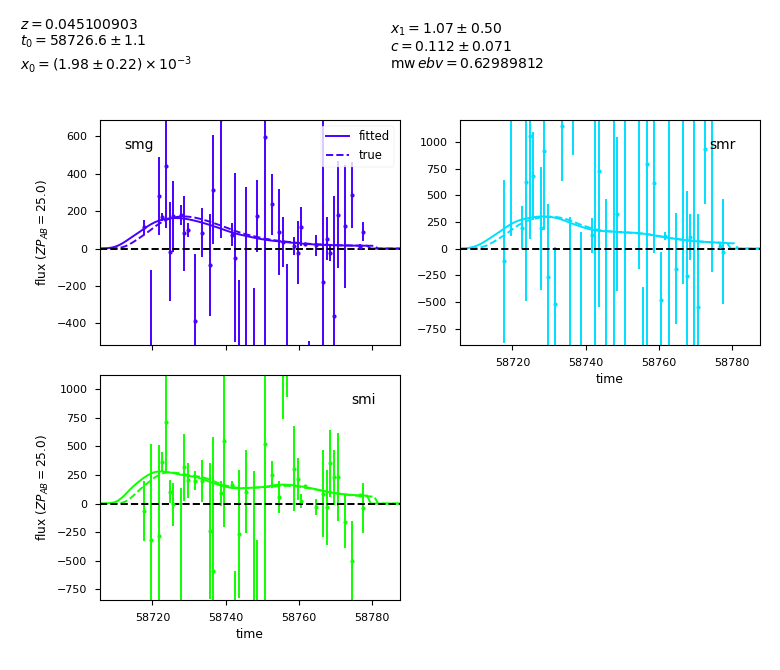 z = 0.045100903
t₀ = 58726.6 ± 1.1
x₀ = (1.98 ± 0.22) × 10⁻³
x₁ = 1.07 ± 0.50
c = 0.112 ± 0.071
mw ebv = 0.62989812
smg
fitted
true
600
400
200
0
−200
−400
flux (ZP_AB = 25.0)
smr
1000
750
500
250
0
−250
−500
−750
58720 58740 58760 58780
time
smi
1000
750
500
250
0
−250
−500
−750
flux (ZP_AB = 25.0)
58720 58740 58760 58780
time